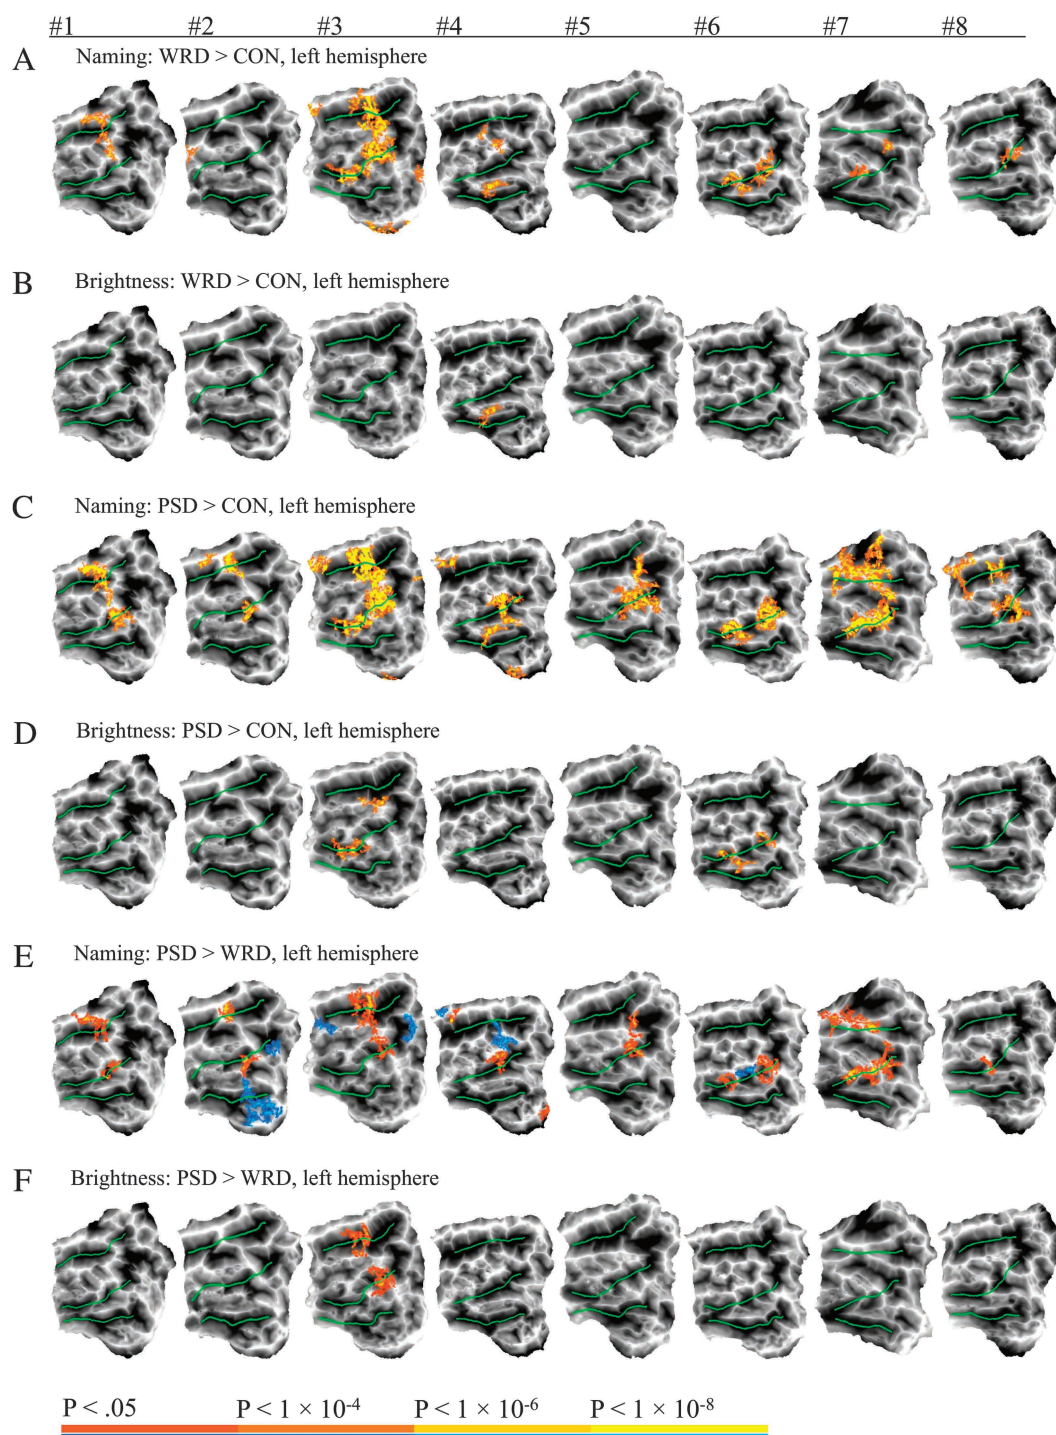 #1 #2 #3 #4 #5 #6 #7 #8
A Naming: WRD > CON, left hemisphere
B Brightness: WRD > CON, left hemisphere
C Naming: PSD > CON, left hemisphere
D Brightness: PSD > CON, left hemisphere
E Naming: PSD > WRD, left hemisphere
F Brightness: PSD > WRD, left hemisphere
P < .05 P < 1 × 10⁻⁴ P < 1 × 10⁻⁶ P < 1 × 10⁻⁸